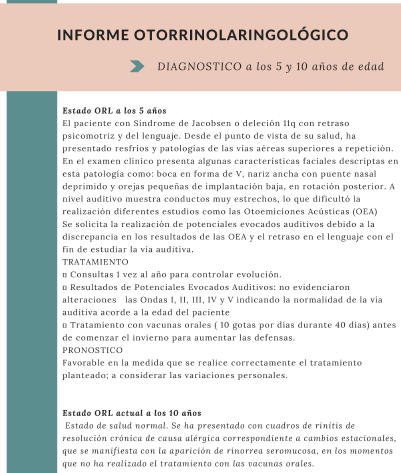 INFORME OTORRINOLARINGOLÓGICO
DIAGNOSTICO a los 5 y 10 años de edad
Estado ORL a los 5 años
El paciente con Síndrome de Jacobsen o deleción 11q con retraso
psicomotriz y del lenguaje. Desde el punto de vista de su salud, ha
presentado resfríos y patologías de las vías aéreas superiores a repetición.
En el examen clínico presenta algunas características faciales descriptas en
esta patología como: boca en forma de V, nariz ancha con puente nasal
deprimido y orejas pequeñas de implantación baja, en rotación posterior. A
nivel auditivo muestra conductos muy estrechos, lo que dificultó la
realización diferentes estudios como las Otoemiciones Acústicas (OEA)
Se solicita la realización de potenciales evocados auditivos debido a la
discrepancia en los resultados de las OEA y el retraso en el lenguaje con el
fin de estudiar la vía auditiva.
TRATAMIENTO
¤ Consultas 1 vez al año para controlar evolución.
¤ Resultados de Potenciales Evocados Auditivos: no evidenciaron
alteraciones las Ondas I, II, III, IV y V indicando la normalidad de la vía
auditiva acorde a la edad del paciente
¤ Tratamiento con vacunas orales ( 10 gotas por días durante 40 días) antes
de comenzar el invierno para aumentar las defensas.
PRONOSTICO
Favorable en la medida que se realice correctamente el tratamiento
planteado; a considerar las variaciones personales.
Estado ORL actual a los 10 años
Estado de salud normal. Se ha presentado con cuadros de rinitis de
resolución crónica de causa alérgica correspondiente a cambios estacionales,
que se manifiesta con la aparición de rinorrea seromucosa, en los momentos
que no ha realizado el tratamiento con las vacunas orales.